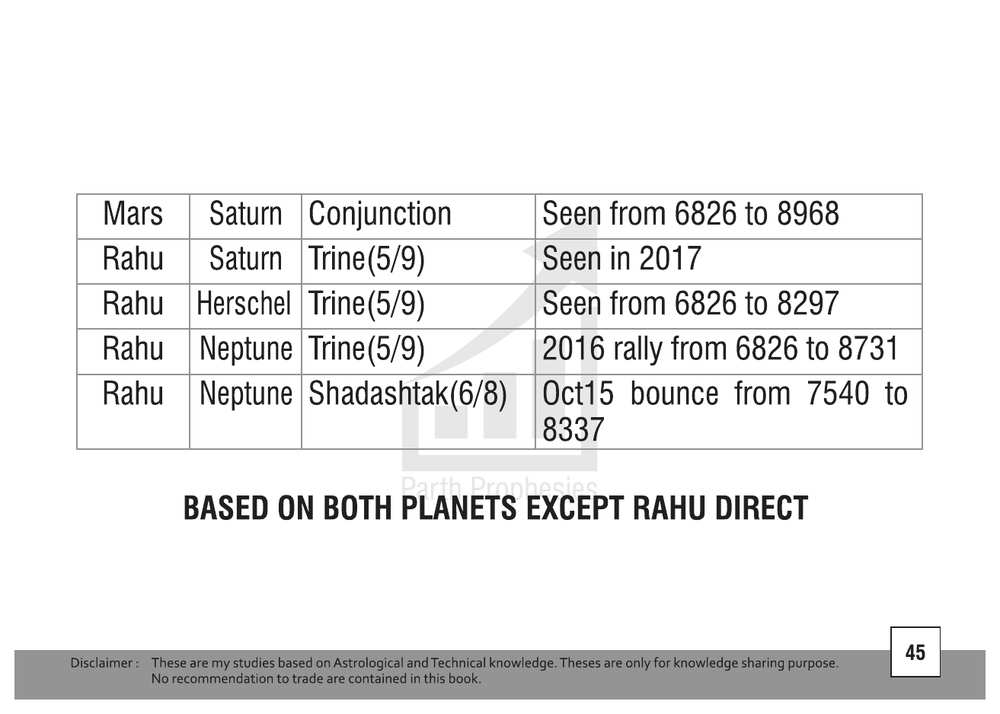 Mars Saturn Conjunction Seen from 6826 to 8968
Rahu Saturn Trine(5/9) Seen in 2017
Rahu Herschel Trine(5/9) Seen from 6826 to 8297
Rahu Neptune Trine(5/9) 2016 rally from 6826 to 8731
Rahu Neptune Shadashtak(6/8) Oct15 bounce from 7540 to
8337
Parth Prophesies
BASED ON BOTH PLANETS EXCEPT RAHU DIRECT
45
Disclaimer : These are my studies based on Astrological and Technical knowledge. Theses are only for knowledge sharing purpose.
No recommendation to trade are contained in this book.